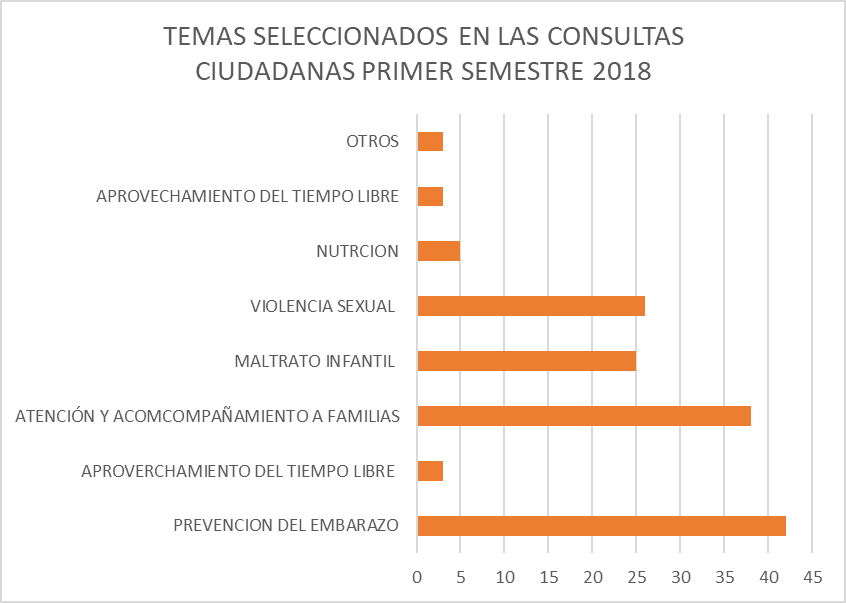 TEMAS SELECCIONADOS EN LAS CONSULTAS
CIUDADANAS PRIMER SEMESTRE 2018
OTROS
APROVECHAMIENTO DEL TIEMPO LIBRE
NUTRCION
VIOLENCIA SEXUAL
MALTRATO INFANTIL
ATENCIÓN Y ACOMCOMPAÑAMIENTO A FAMILIAS
APROVERCHAMIENTO DEL TIEMPO LIBRE
PREVENCION DEL EMBARAZO
0 5 10 15 20 25 30 35 40 45